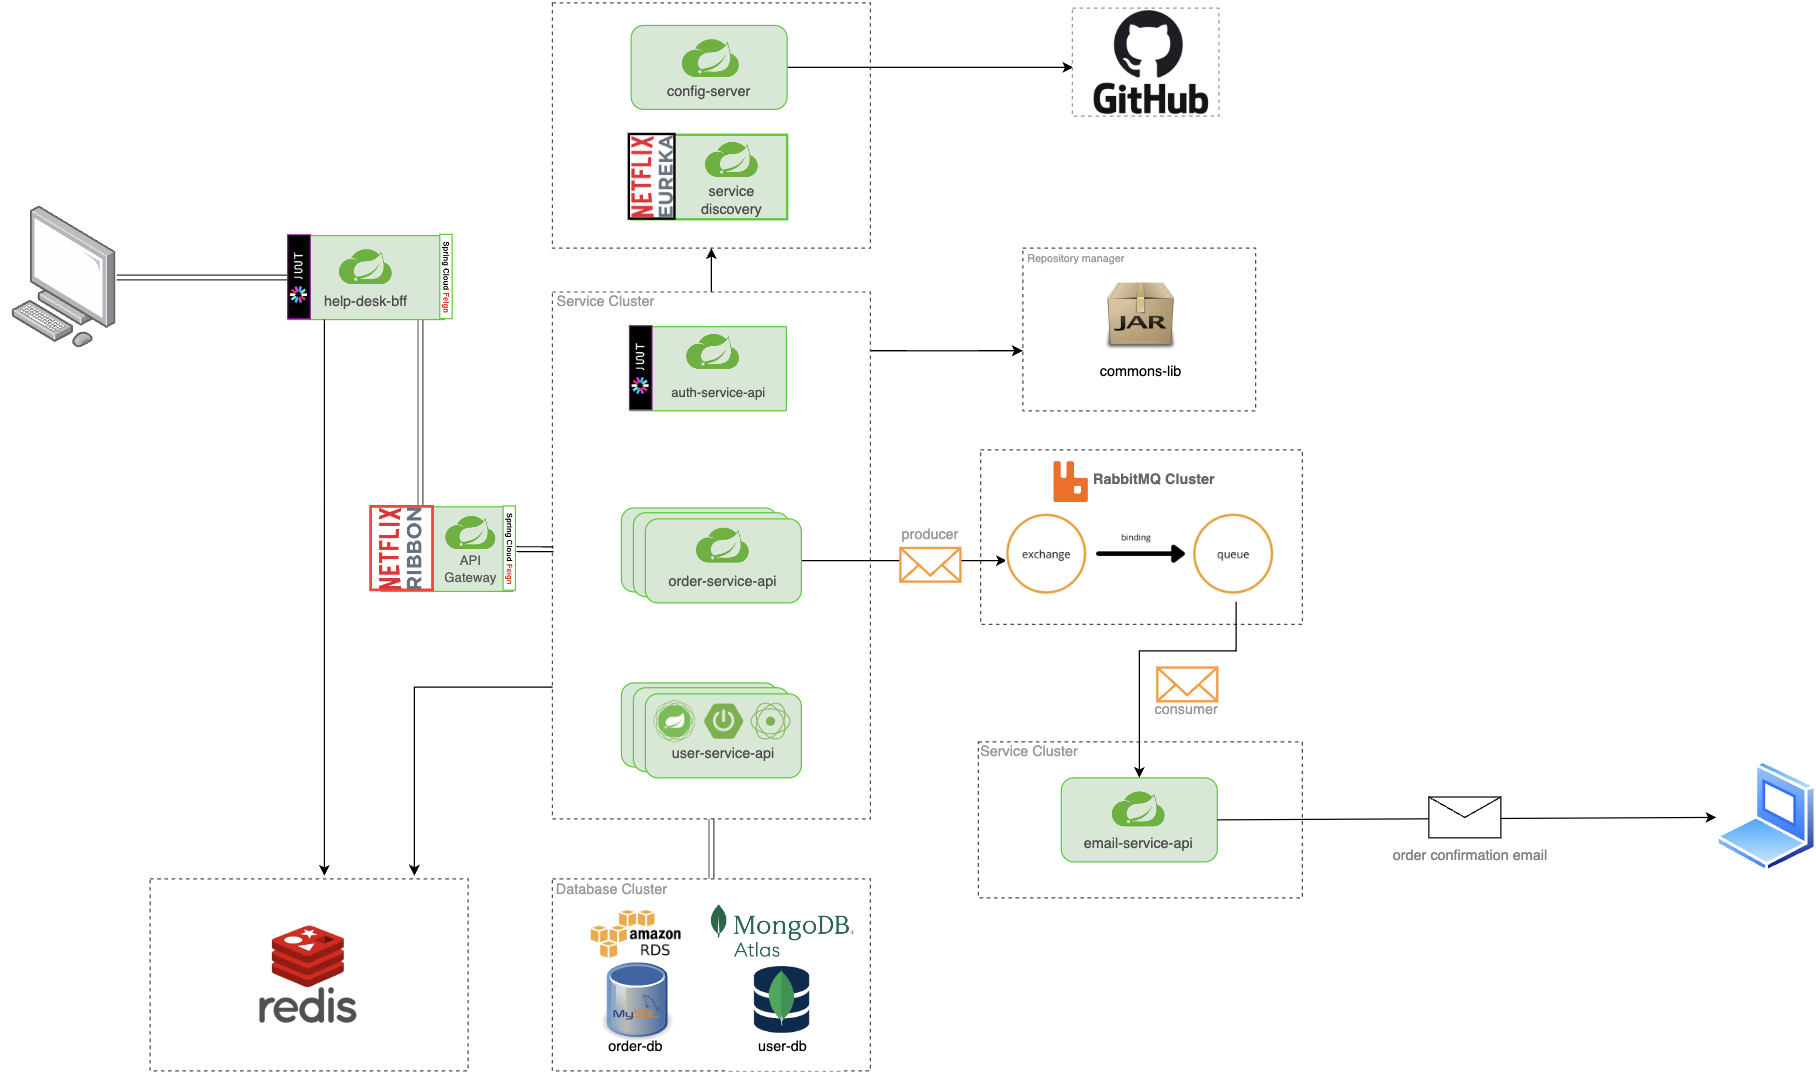 config-server
GitHub
NETFLIX
EUREKA
service
discovery
JWT
help-desk-bff
Spring Cloud Feign
Service Cluster
Repository manager
JAR
commons-lib
JWT
auth-service-api
RabbitMQ Cluster
NETFLIX
RIBBON
API
Gateway
Spring Cloud Feign
order-service-api
producer
exchange
binding
queue
consumer
user-service-api
Service Cluster
email-service-api
order confirmation email
redis
Database Cluster
amazon
RDS
MongoDB.
Atlas
MySQL
order-db
user-db